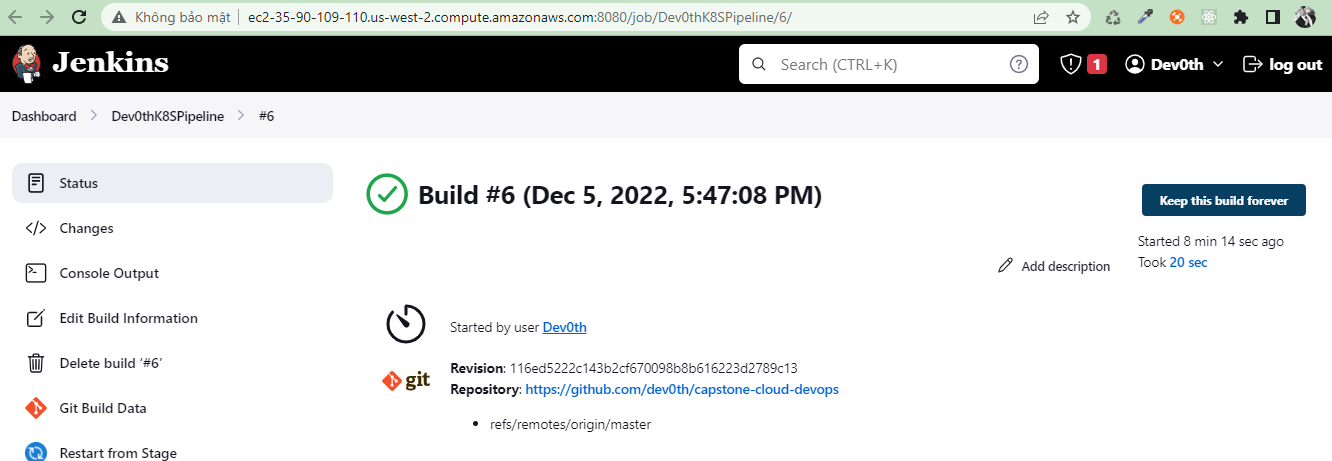 Không bảo mật ec2-35-90-109-110.us-west-2.compute.amazonaws.com:8080/job/Dev0thK8SPipeline/6/
Jenkins
Search (CTRL+K)
1
Dev0th
log out
Dashboard
Dev0thK8SPipeline
#6
Status
Changes
Console Output
Edit Build Information
Delete build ‘#6’
Git Build Data
Restart from Stage
Build #6 (Dec 5, 2022, 5:47:08 PM)
Keep this build forever
Started 8 min 14 sec ago
Took 20 sec
Add description
Started by user Dev0th
git
Revision: 116ed5222c143b2cf670098b8b616223d2789c13
Repository: https://github.com/dev0th/capstone-cloud-devops
• refs/remotes/origin/master